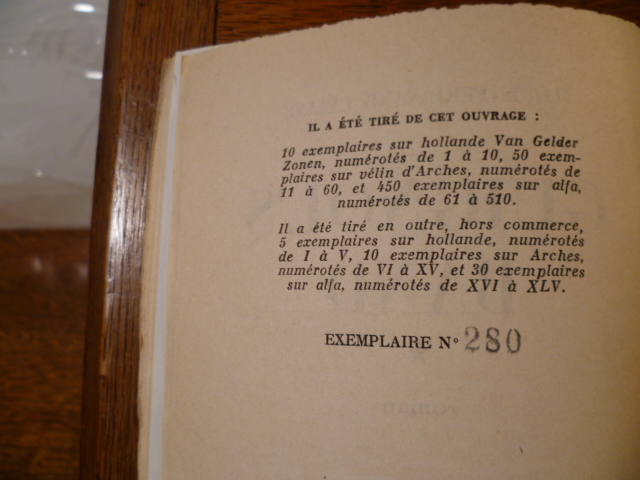 IL A ÉTÉ TIRÉ DE CET OUVRAGE :
10 exemplaires sur hollande Van Gelder
Zonen, numérotés de 1 à 10, 50 exem-
plaires sur vélin d'Arches, numérotés de
11 à 60, et 450 exemplaires sur alfa,
numérotés de 61 à 510.
Il a été tiré en outre, hors commerce,
5 exemplaires sur hollande, numérotés
de I à V, 10 exemplaires sur Arches,
numérotés de VI à XV, et 30 exemplaires
sur alfa, numérotés de XVI à XLV.
EXEMPLAIRE N° 280